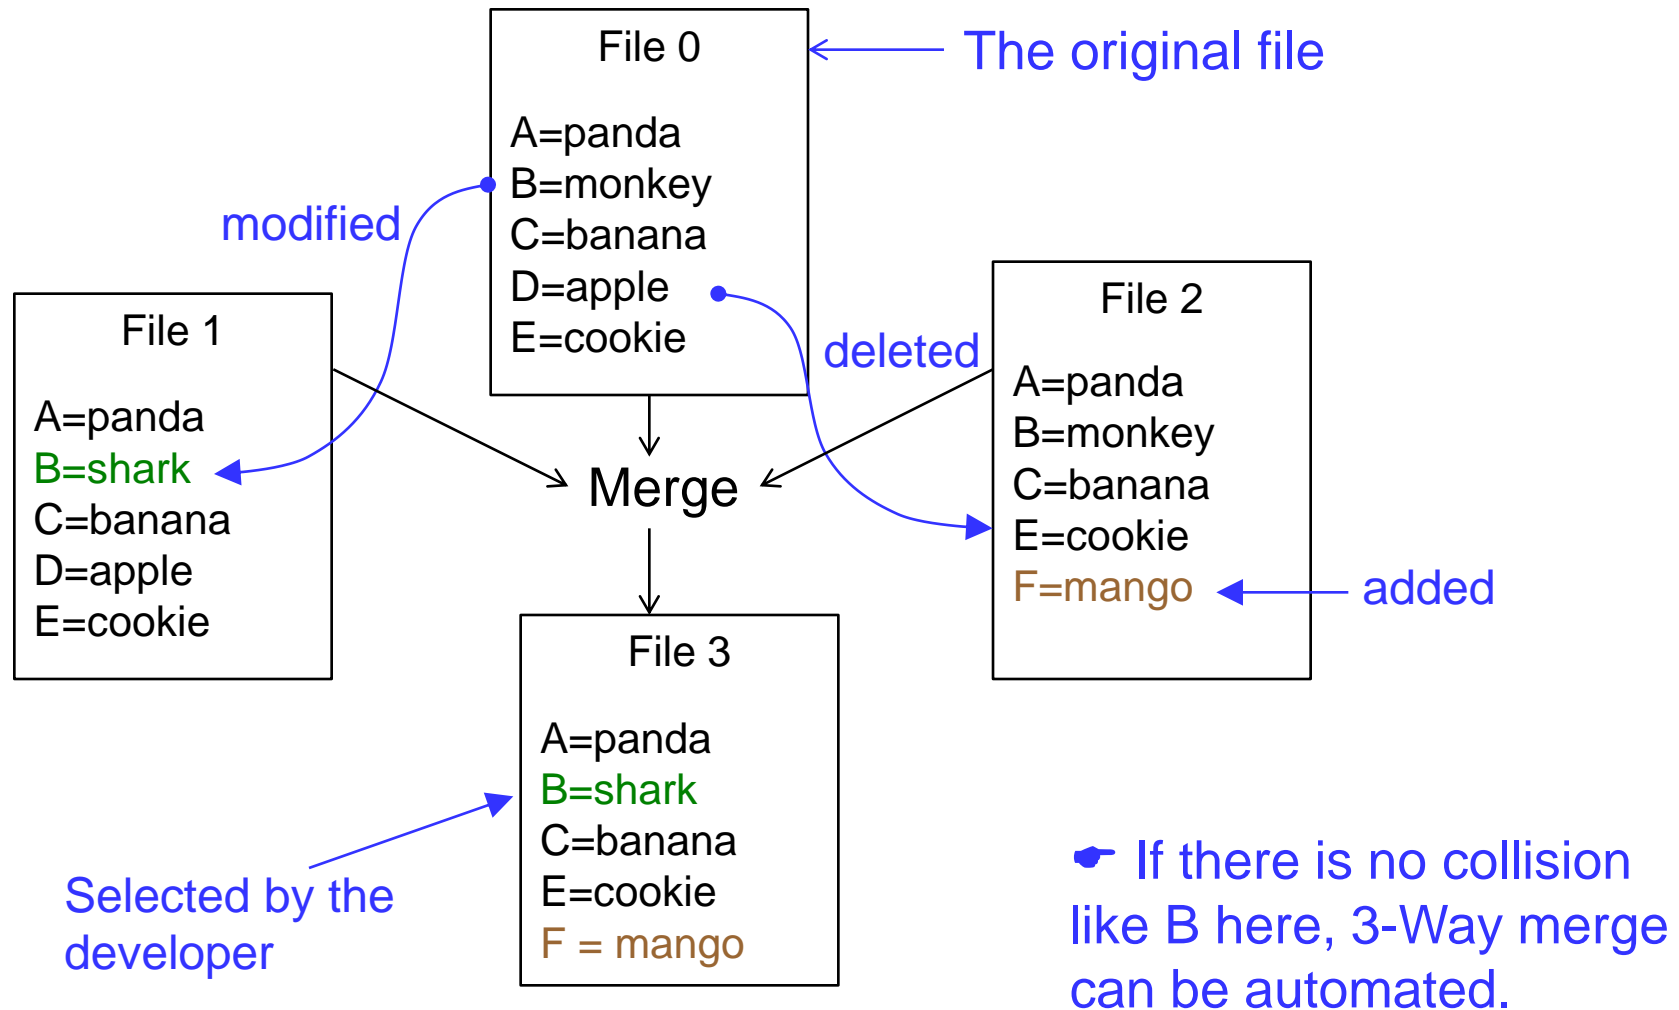 File 0
A=panda
B=monkey
C=banana
D=apple
E=cookie
The original file
modified
deleted
File 1
A=panda
B=shark
C=banana
D=apple
E=cookie
Merge
File 2
A=panda
B=monkey
C=banana
E=cookie
F=mango
added
File 3
A=panda
B=shark
C=banana
E=cookie
F = mango
Selected by the
developer
☛ If there is no collision
like B here, 3-Way merge
can be automated.